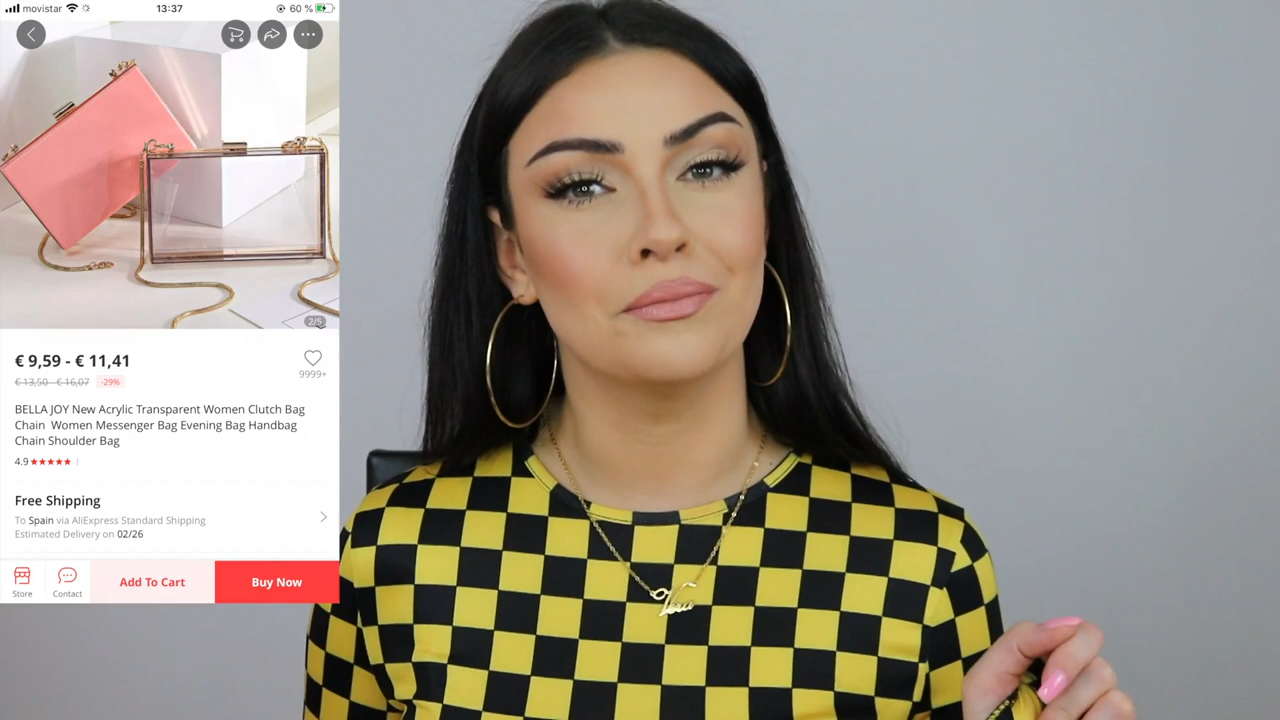 movistar 13:37 60 %
2/5
€ 9,59 - € 11,41
€ 13,50 - € 16,07 -29%
9999+
BELLA JOY New Acrylic Transparent Women Clutch Bag
Chain Women Messenger Bag Evening Bag Handbag
Chain Shoulder Bag
4.9
Free Shipping
To Spain via AliExpress Standard Shipping
Estimated Delivery on 02/26
Store
Contact
Add To Cart
Buy Now